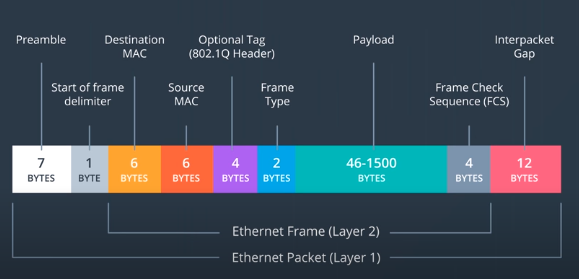 Preamble
Destination
MAC
Optional Tag
(802.1Q Header)
Payload
Interpacket
Gap
Start of frame
delimiter
Source
MAC
Frame
Type
Frame Check
Sequence (FCS)
7
BYTES
1
BYTE
6
BYTES
6
BYTES
4
BYTES
2
BYTES
46-1500
BYTES
4
BYTES
12
BYTES
Ethernet Frame (Layer 2)
Ethernet Packet (Layer 1)